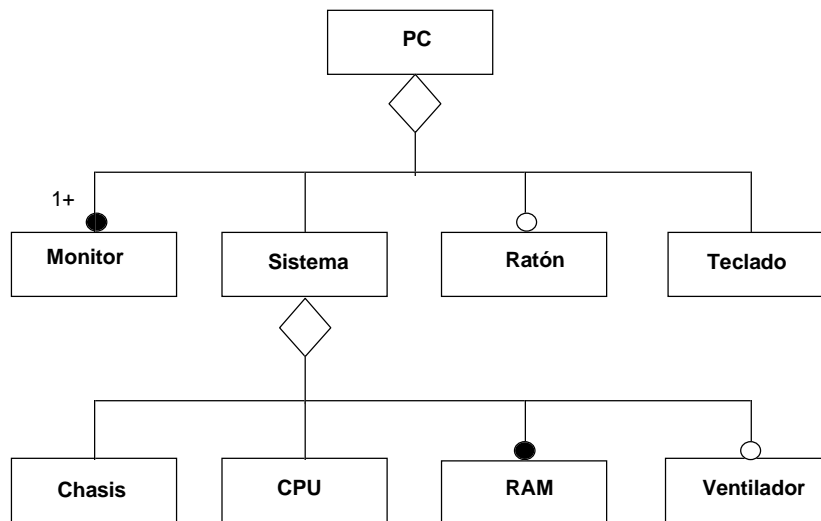 PC
1+
Monitor
Sistema
Ratón
Teclado
Chasis
CPU
RAM
Ventilador